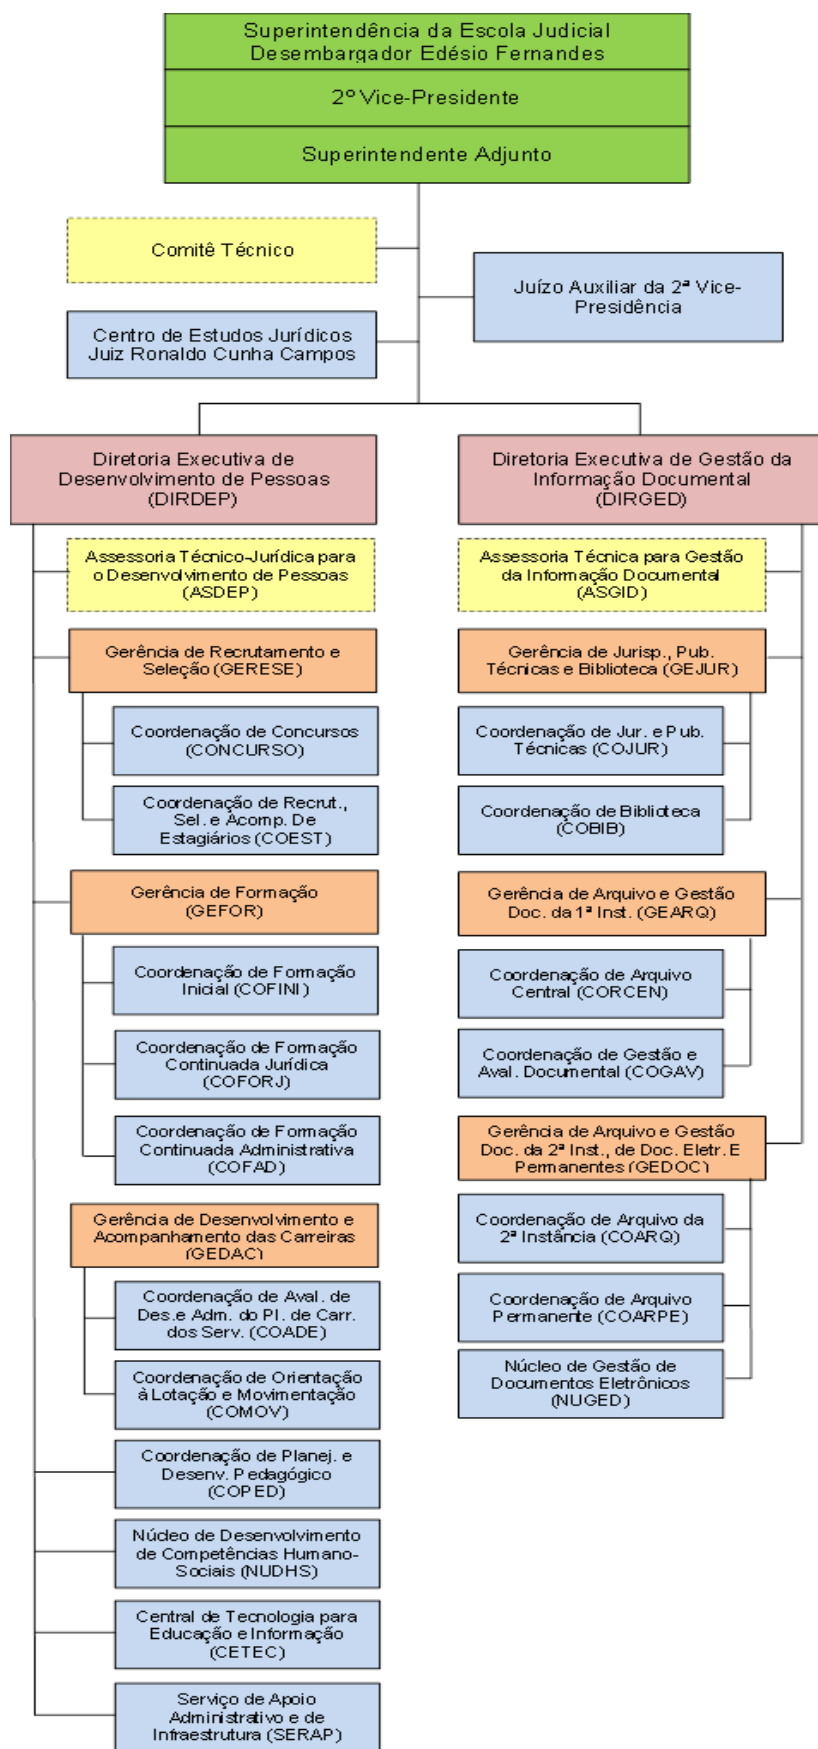 Superintendência da Escola Judicial
Desembargador Edésio Fernandes
2º Vice-Presidente
Superintendente Adjunto
Comitê Técnico
Juízo Auxiliar da 2ª Vice-
Presidência
Centro de Estudos Jurídicos
Juiz Ronaldo Cunha Campos
Diretoria Executiva de
Desenvolvimento de Pessoas
(DIRDEP)
Assessoria Técnico-Jurídica para
o Desenvolvimento de Pessoas
(ASDEP)
Gerência de Recrutamento e
Seleção (GERESE)
Coordenação de Concursos
(CONCURSO)
Coordenação de Recrut.,
Sel. e Acomp. De
Estagiários (COEST)
Gerência de Formação
(GEFOR)
Coordenação de Formação
Inicial (COFINI)
Coordenação de Formação
Continuada Jurídica
(COFORJ)
Coordenação de Formação
Continuada Administrativa
(COFAD)
Gerência de Desenvolvimento e
Acompanhamento das Carreiras
(GEDAC)
Coordenação de Aval. de
Des.e Adm. do Pl. de Carr.
dos Serv. (COADE)
Coordenação de Orientação
à Lotação e Movimentação
(COMOV)
Coordenação de Planej. e
Desenv. Pedagógico
(COPED)
Núcleo de Desenvolvimento
de Competências Humano-
Sociais (NUDHS)
Central de Tecnologia para
Educação e Informação
(CETEC)
Serviço de Apoio
Administrativo e de
Infraestrutura (SERAP)
Diretoria Executiva de Gestão da
Informação Documental
(DIRGED)
Assessoria Técnica para Gestão
da Informação Documental
(ASGID)
Gerência de Jurisp., Pub.
Técnicas e Biblioteca (GEJUR)
Coordenação de Jur. e Pub.
Técnicas (COJUR)
Coordenação de Biblioteca
(COBIB)
Gerência de Arquivo e Gestão
Doc. da 1ª Inst. (GEARQ)
Coordenação de Arquivo
Central (CORCEN)
Coordenação de Gestão e
Aval. Documental (COGAV)
Gerência de Arquivo e Gestão
Doc. da 2ª Inst., de Doc. Eletr. E
Permanentes (GEDOC)
Coordenação de Arquivo da
2ª Instância (COARQ)
Coordenação de Arquivo
Permanente (COARPE)
Núcleo de Gestão de
Documentos Eletrônicos
(NUGED)